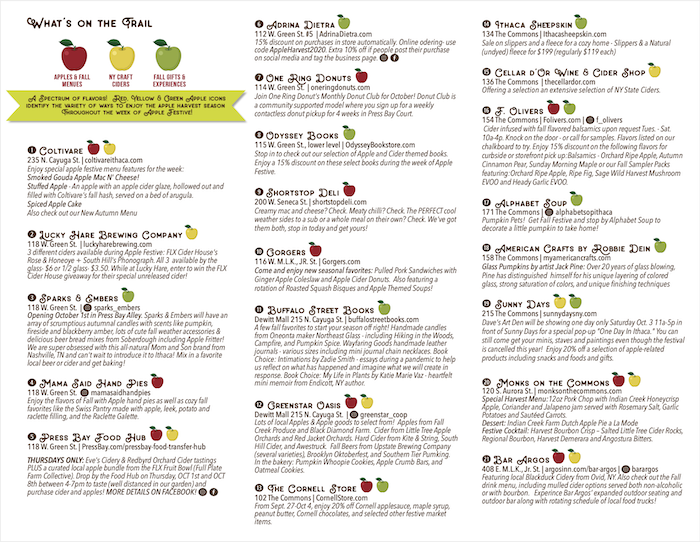 What's on the Trail
APPLES & FALL
MENUES
NY CRAFT
CIDERS
FALL GIFTS &
EXPERIENCES
A Spectrum of flavors! Red, Yellow & Green Apple icons
identify the variety of ways to enjoy the apple harvest season
throughout the week of Apple Festive!
1 Coltivare
235 N. Cayuga St. | coltivareithaca.com
Enjoy special apple festive menu features for the week:
Smoked Gouda Apple Mac N' Cheese!
Stuffed Apple - An apple with an apple cider glaze, hollowed out and
filled with Coltivare's fall hash, served on a bed of arugula.
Spiced Apple Cake
Also check out our New Autumn Menu
2 Lucky Hare Brewing Company
118 W. Green St. | luckyharebrewing.com
3 different ciders available during Apple Festive: FLX Cider House's
Rose & Honeoye + South Hill's Phonograph. All 3 available by the
glass- $6 or 1/2 glass- $3.50. While at Lucky Hare, enter to win the FLX
Cider House giveaway for their special unreleased cider!
3 Sparks & Embers
118 W. Green St. | sparks_embers
Opening October 1st in Press Bay Alley. Sparks & Embers will have an
array of scrumptious autumnal candles with scents like pumpkin,
fireside and blackberry amber, lots of cute fall weather accessories &
delicious beer bread mixes from Soberdough including Apple Fritter!
We are super obsessed with this all-natural Mom and Son brand from
Nashville, TN and can't wait to introduce it to Ithaca! Mix in a favorite
local beer or cider and get baking!
4 Mama Said Hand Pies
118 W. Green St. | mamasaidhandpies
Enjoy the flavors of Fall with Apple hand pies as well as cozy fall
favorites like the Swiss Pantry made with apple, leek, potato and
raclette filling, and the Raclette Galette.
5 Press Bay Food Hub
118 W. Green St. | PressBay.com/pressbay-food-transfer-hub
THURSDAYS ONLY: Eve's Cidery & Redbyrd Orchard Cider tastings
PLUS a curated local apple bundle from the FLX Fruit Bowl (Full Plate
Farm Collective). Drop by the Food Hub on Thursday, OCT 1st and OCT
8th between 4-7pm to taste (well distanced in our garden) and
purchase cider and apples! MORE DETAILS ON FACEBOOK!
6 Adrina Dietra
112 W. Green St. #5 | AdrinaDietra.com
15% discount on purchases in store automatically. Online odering- use
code AppleHarvest2020. Extra 10% off if people post their purchase
on social media and tag the business page.
7 One Ring Donuts
114 W. Green St. | oneringdonuts.com
Join One Ring Donut's Monthly Donut Club for October! Donut Club is
a community supported model where you sign up for a weekly
contactless donut pickup for 4 weeks in Press Bay Court.
8 Odyssey Books
115 W. Green St., lower level | OdysseyBookstore.com
Stop in to check out our selection of Apple and Cider themed books.
Enjoy a 15% discount on these select books during the week of Apple
Festive.
9 Shortstop Deli
200 W. Seneca St. | shortstopdeli.com
Creamy mac and cheese? Check. Meaty chilli? Check. The PERFECT cool
weather sides to a sub or a whole meal on their own? Check. We've got
them both, stop in today and get yours!
10 Gorgers
116 W. M.L.K., JR. St. | Gorgers.com
Come and enjoy new seasonal favorites: Pulled Pork Sandwiches with
Ginger Apple Coleslaw and Apple Cider Donuts. Also featuring a
rotation of Roasted Squash Bisques and Apple Themed Soups!
11 Buffalo Street Books
Dewitt Mall 215 N. Cayuga St. | buffalostreetbooks.com
A few fall favorites to start your season off right! Handmade candles
from Oneonta maker Northeast Glass - including Hiking in the Woods,
Campfire, and Pumpkin Spice. Wayfaring Goods handmade leather
journals - various sizes including mini journal chain necklaces. Book
Choice: Intimations by Zadie Smith - essays during a pandemic to help
us reflect on what has happened and imagine what we will create in
response. Book Choice: My Life in Plants by Katie Marie Vaz - heartfelt
mini memoir from Endicott, NY author.
12 Greenstar Oasis
Dewitt Mall 215 N. Cayuga St. | greenstar_coop
Lots of local Apples & Apple goods to select from! Apples from Fall
Creek Produce and Black Diamond Farm. Cider from Little Tree Apple
Orchards and Red Jacket Orchards. Hard Cider from Kite & String, South
Hill Cider, and Awestruck. Fall Beers from Upstate Brewing Company
(several varieties), Brooklyn Oktoberfest, and Southern Tier Pumking.
In the bakery: Pumpkin Whoopie Cookies, Apple Crumb Bars, and
Oatmeal Cookies.
13 The Cornell Store
102 The Commons | CornellStore.com
From Sept. 27-Oct 4, enjoy 20% off Cornell applesauce, maple syrup,
peanut butter, Cornell chocolates, and selected other festive market
items.
14 Ithaca Sheepskin
134 The Commons | Ithacasheepskin.com
Sale on slippers and a fleece for a cozy home - Slippers & a Natural
(undyed) fleece for $199 (regularly $119 each)
15 Cellar d'Or Wine & Cider Shop
136 The Commons | thecellardor.com
Offering a selection an extensive selection of NY State Ciders.
16 F. Olivers
154 The Commons | Folivers.com | f_olivers
Cider infused with fall flavored balsamics upon request Tues. - Sat.
10a-4p. Knock on the door - or call for samples. Flavors listed on our
chalkboard to try. Enjoy 15% discount on the following flavors for
curbside or storefront pick up: Balsamics - Orchard Ripe Apple, Autumn
Cinnamon Pear, Sunday Morning Maple or our Fall Sampler Packs
featuring: Orchard Ripe Apple, Ripe Fig, Sage Wild Harvest Mushroom
EVOO and Heady Garlic EVOO.
17 Alphabet Soup
171 The Commons | alphabetsopithaca
Pumpkin Pets! Get Fall Festive and stop by Alphabet Soup to
decorate a little pumpkin to take home!
18 American Crafts by Robbie Dein
158 The Commons | myamericancrafts.com
Glass Pumpkins by artist Jack Pine: Over 20 years of glass blowing,
Pine has distinguished himself for his unique layering of colored
glass, strong saturation of colors, and unique finishing techniques
19 Sunny Days
215 The Commons | sunnydaysny.com
Dave's Art Den will be showing one day only Saturday Oct. 3 11a-5p in
front of Sunny Days for a special pop-up "One Day In Ithaca." You can
still come get your minis, staves and paintings even though the festival
is cancelled this year! Enjoy 20% off a selection of apple-related
products including snacks and foods and gifts.
20 Monks on the Commons
120 S. Aurora St. | monksonthecommons.com
Special Harvest Menu: 12oz Pork Chop with Indian Creek Honeycrisp
Apple, Coriander and Jalapeno jam served with Rosemary Salt, Garlic
Potatoes and Sautéed Carrots.
Dessert: Indian Creek Farm Dutch Apple Pie a La Mode
Festive Cocktail: Harvest Bourbon Crisp - Salted Little Tree Cider Rocks,
Regional Bourbon, Harvest Demerara and Angostura Bitters.
21 Bar Argos
408 E. M.L.K., Jr. St. | argosinn.com/bar-argos | barargos
Featuring local Blackduck Cidery from Ovid, NY. Also check out the Fall
drink menu, including mulled cider options served both non-alcoholic
or with bourbon. Experince Bar Argos' expanded outdoor seating and
outdoor bar along with rotating schedule of local food trucks!